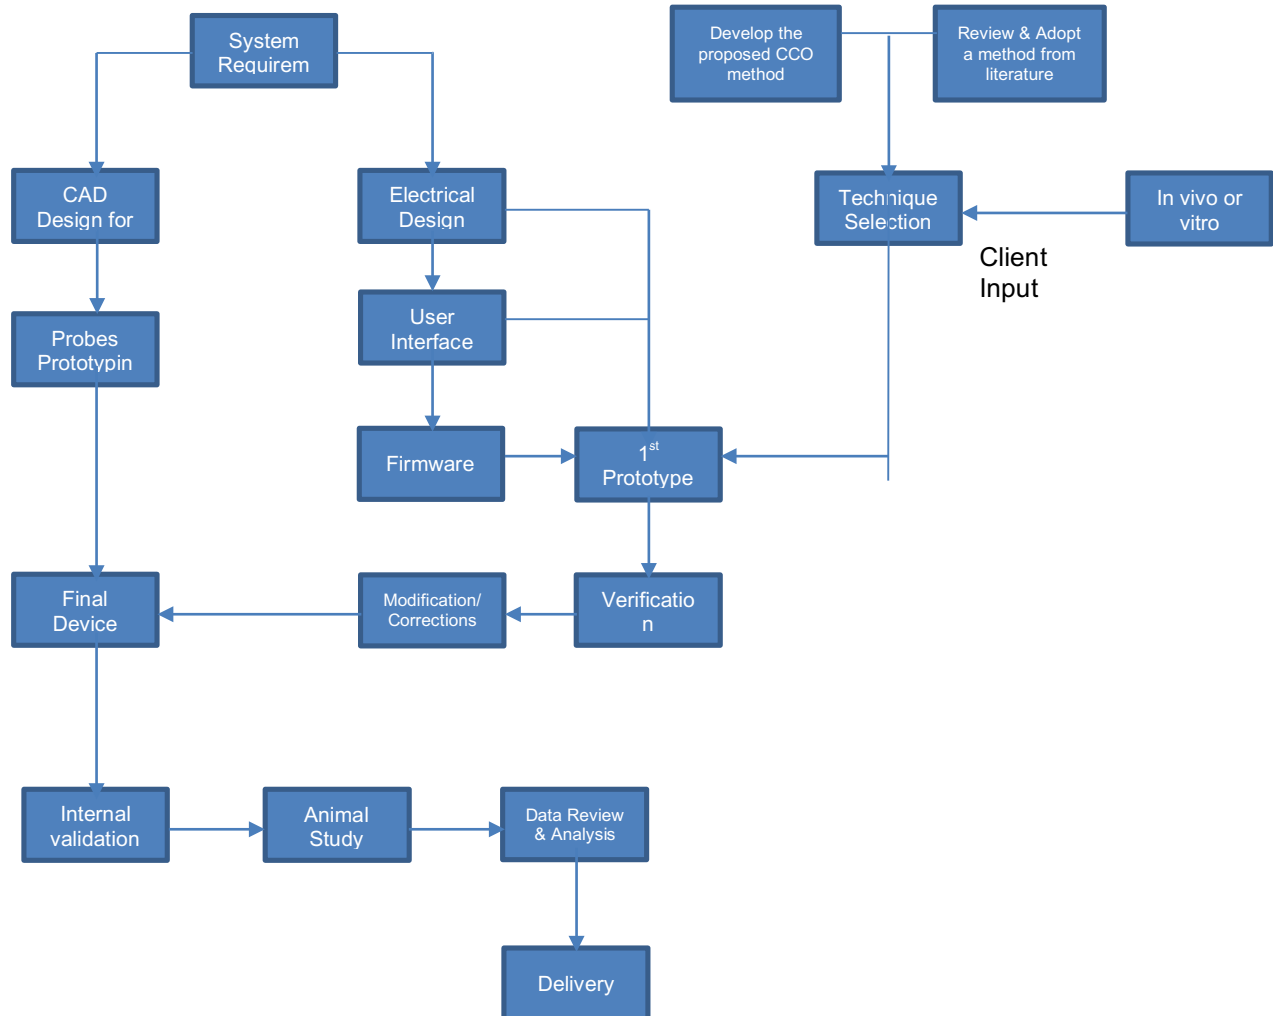 System
Requirem
Develop the
proposed CCO
method
Review & Adopt
a method from
literature
CAD
Design for
Electrical
Design
Technique
Selection
In vivo or
vitro
Client
Input
Probes
Prototypin
User
Interface
Firmware
1st
Prototype
Final
Device
Modification/
Corrections
Verificatio
n
Internal
validation
Animal
Study
Data Review
& Analysis
Delivery